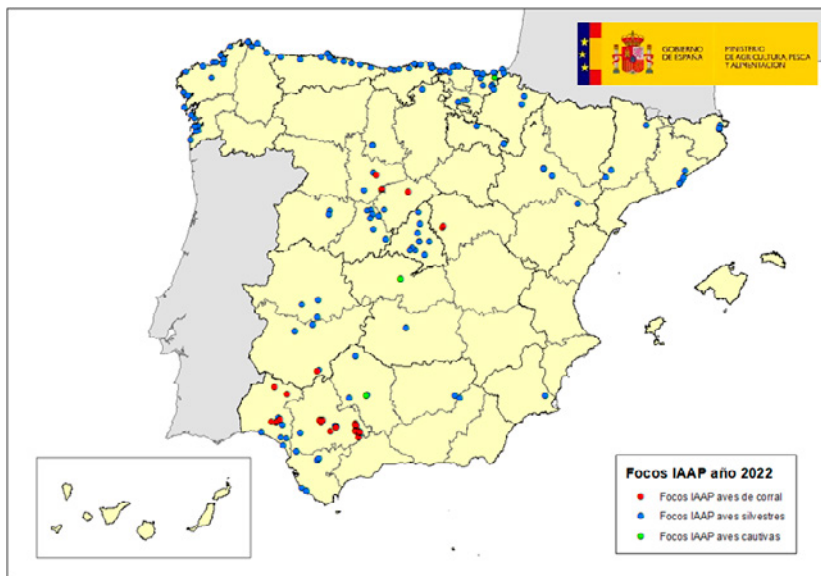 GOBIERNO
DE ESPAÑA
MINISTERIO
DE AGRICULTURA, PESCA
Y ALIMENTACIÓN
Focos IAAP año 2022
Focos IAAP aves de corral
Focos IAAP aves silvestres
Focos IAAP aves cautivas